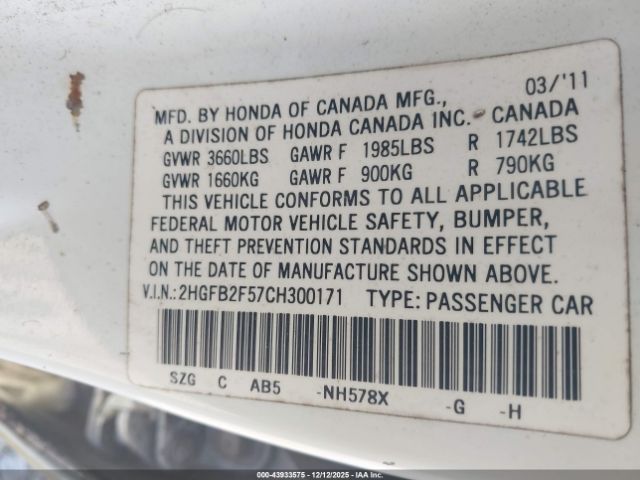 03/'11
MFD. BY HONDA OF CANADA MFG.,
A DIVISION OF HONDA CANADA INC. CANADA
GVWR 3660LBS GAWR F 1985LBS R 1742LBS
GVWR 1660KG GAWR F 900KG R 790KG
THIS VEHICLE CONFORMS TO ALL APPLICABLE
FEDERAL MOTOR VEHICLE SAFETY, BUMPER,
AND THEFT PREVENTION STANDARDS IN EFFECT
ON THE DATE OF MANUFACTURE SHOWN ABOVE.
V.I.N.:2HGFB2F57CH300171 TYPE: PASSENGER CAR
SZG C AB5 -NH578X -G -H
. 000-43933575 - 12/12/2025 - IAA Inc.